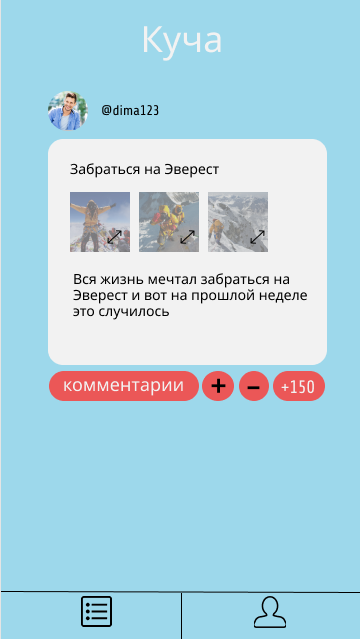 Куча
@dima123
Забраться на Эверест
Вся жизнь мечтал забраться на
Эверест и вот на прошлой неделе
это случилось
комментарии + – +150